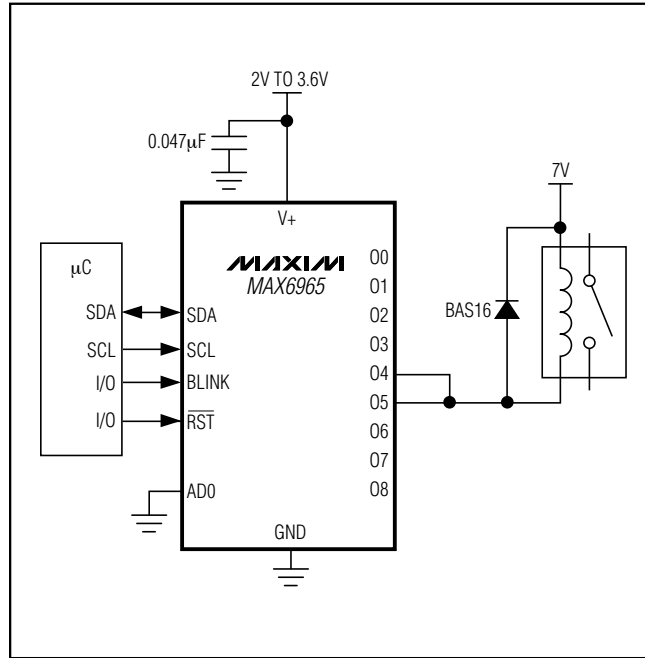 2V TO 3.6V
0.047μF
7V
V+
μC
MAXIM
MAX6965
O0
O1
O2
O3
O4
O5
O6
O7
O8
BAS16
SDA
SCL
I/O
I/O
SDA
SCL
BLINK
RST
AD0
GND